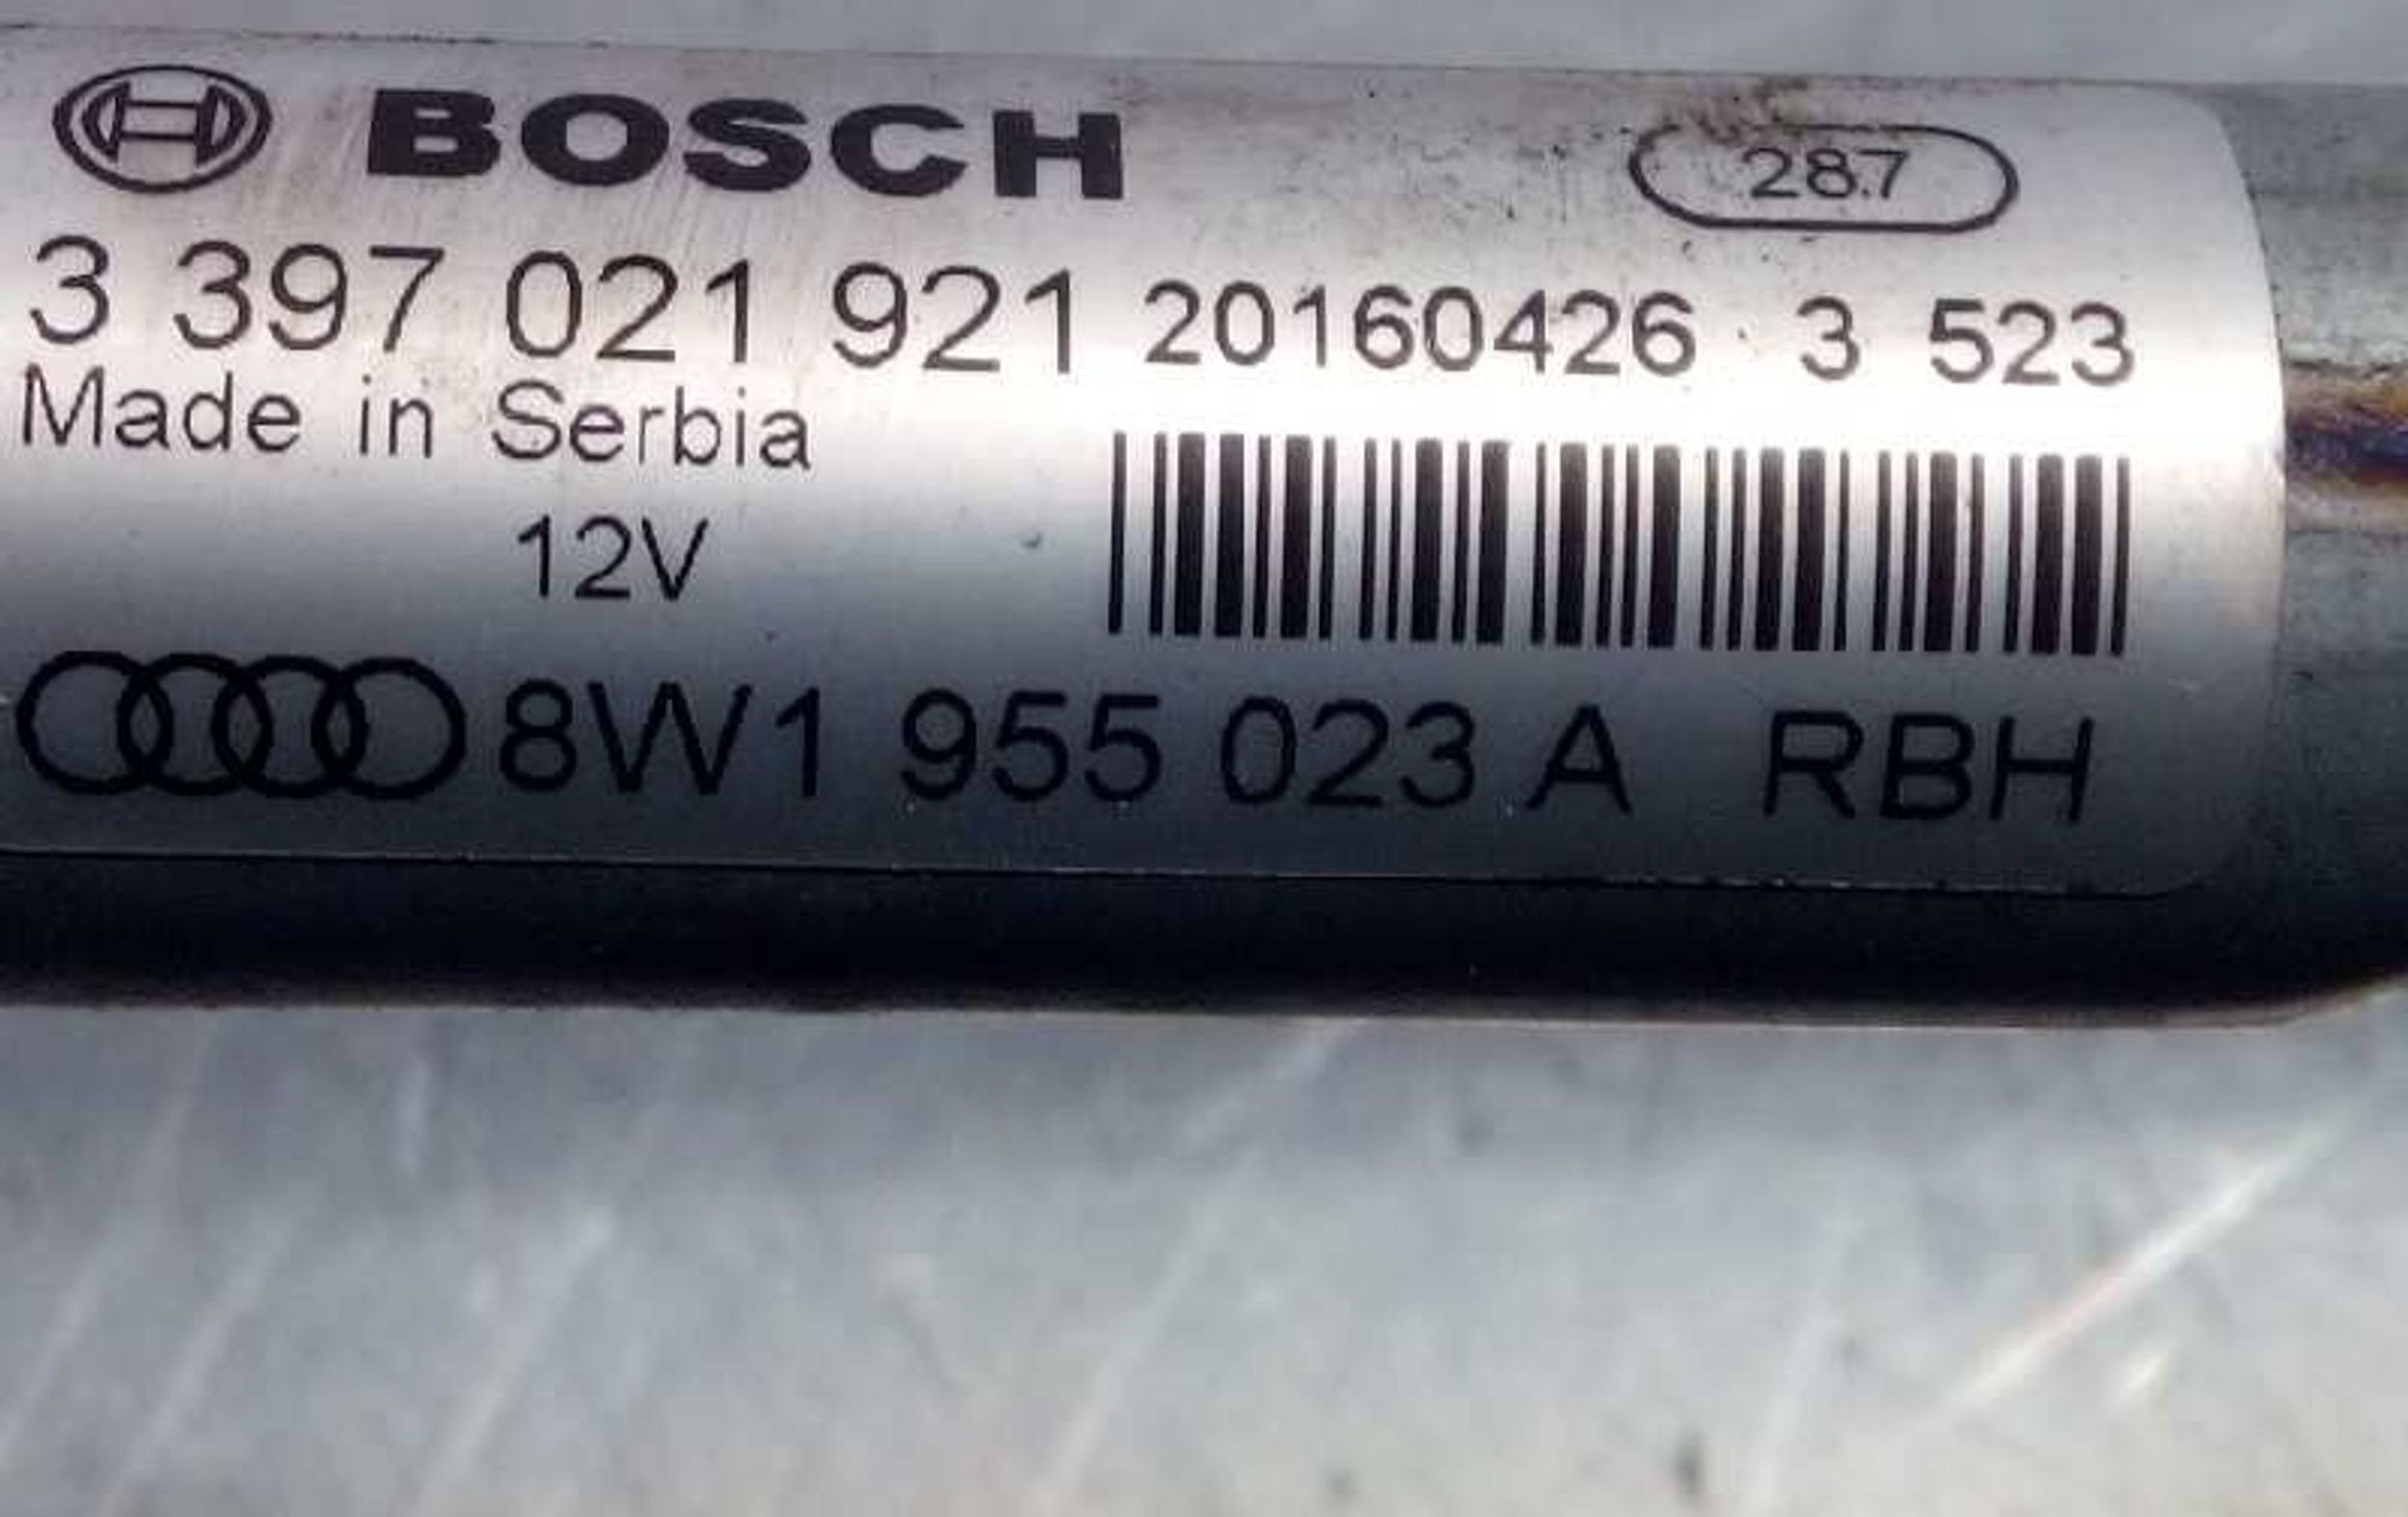 BOSCH 28.7
3 397 021 921 20160426 3 523
Made in Serbia
12V
8W1 955 023 A RBH